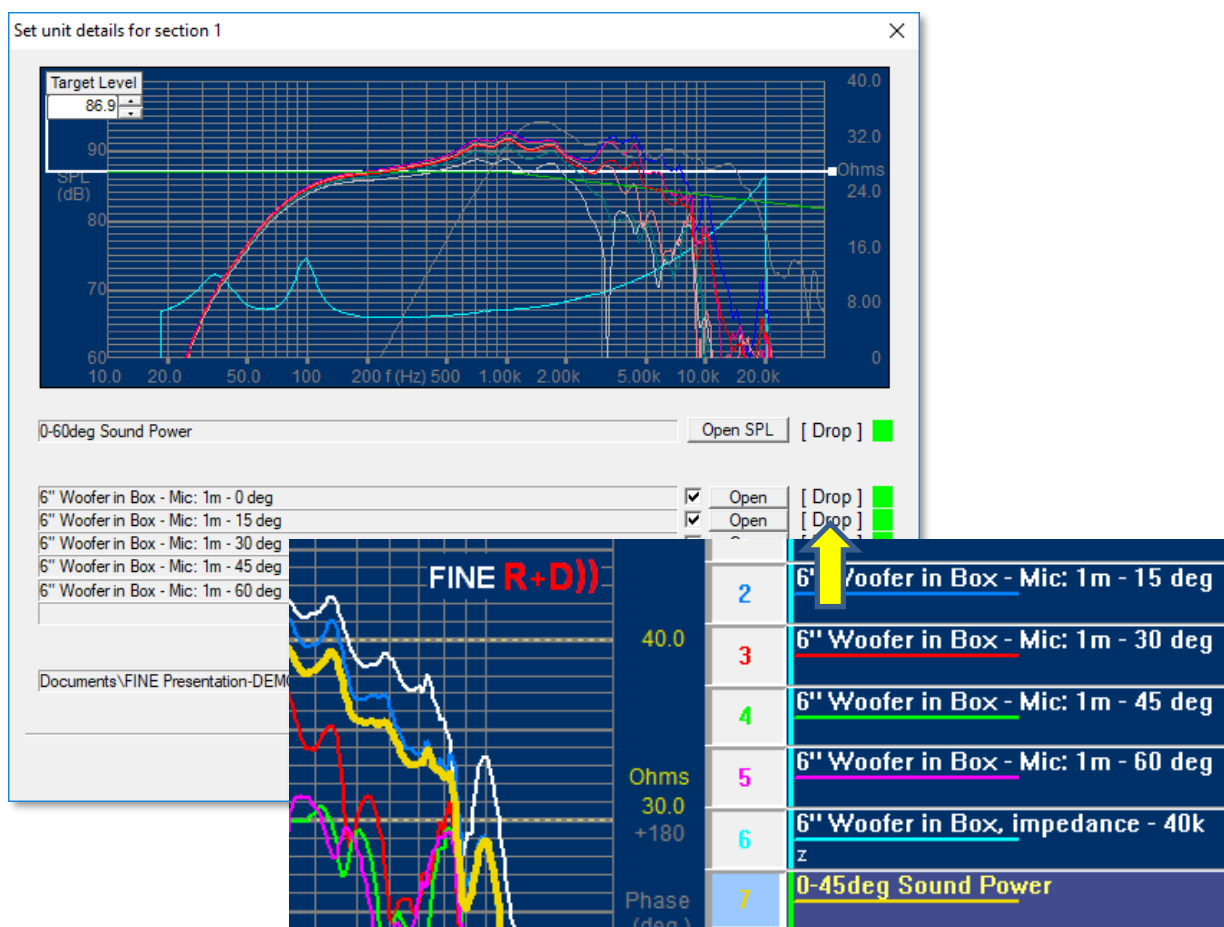 Set unit details for section 1
Target Level
86.9
40.0
90
32.0
SPL
(dB)
Ohms
24.0
80
16.0
70
8.00
60
0
10.0 20.0 50.0 100 200 f (Hz) 500 1.00k 2.00k 5.00k 10.0k 20.0k
0-60deg Sound Power
Open SPL [ Drop ]
6" Woofer in Box - Mic: 1m - 0 deg
Open [ Drop ]
6" Woofer in Box - Mic: 1m - 15 deg
Open [ Drop ]
6" Woofer in Box - Mic: 1m - 30 deg
6" Woofer in Box - Mic: 1m - 45 deg
6" Woofer in Box - Mic: 1m - 60 deg
Documents\FINE Presentation-DEM
FINE R+D))
40.0
Ohms
30.0
+180
Phase
(deg.)
2 6" Woofer in Box - Mic: 1m - 15 deg
3 6" Woofer in Box - Mic: 1m - 30 deg
4 6" Woofer in Box - Mic: 1m - 45 deg
5 6" Woofer in Box - Mic: 1m - 60 deg
6 6" Woofer in Box, impedance - 40k
z
7 0-45deg Sound Power